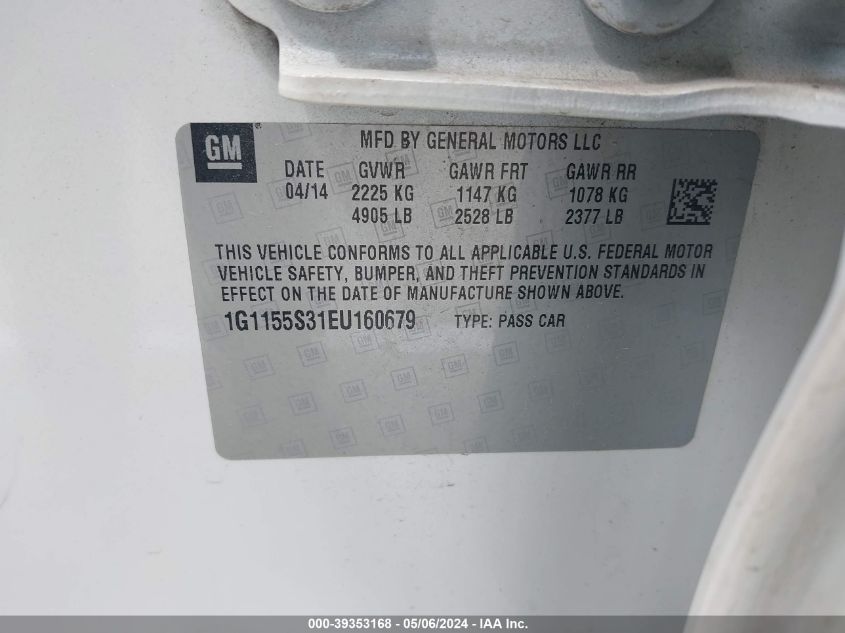 GM
MFD BY GENERAL MOTORS LLC
DATE GVWR GAWR FRT GAWR RR
04/14 2225 KG 1147 KG 1078 KG
4905 LB 2528 LB 2377 LB
THIS VEHICLE CONFORMS TO ALL APPLICABLE U.S. FEDERAL MOTOR
VEHICLE SAFETY, BUMPER, AND THEFT PREVENTION STANDARDS IN
EFFECT ON THE DATE OF MANUFACTURE SHOWN ABOVE.
1G1155S31EU160679 TYPE: PASS CAR
000-39353168 - 05/06/2024 - IAA Inc.